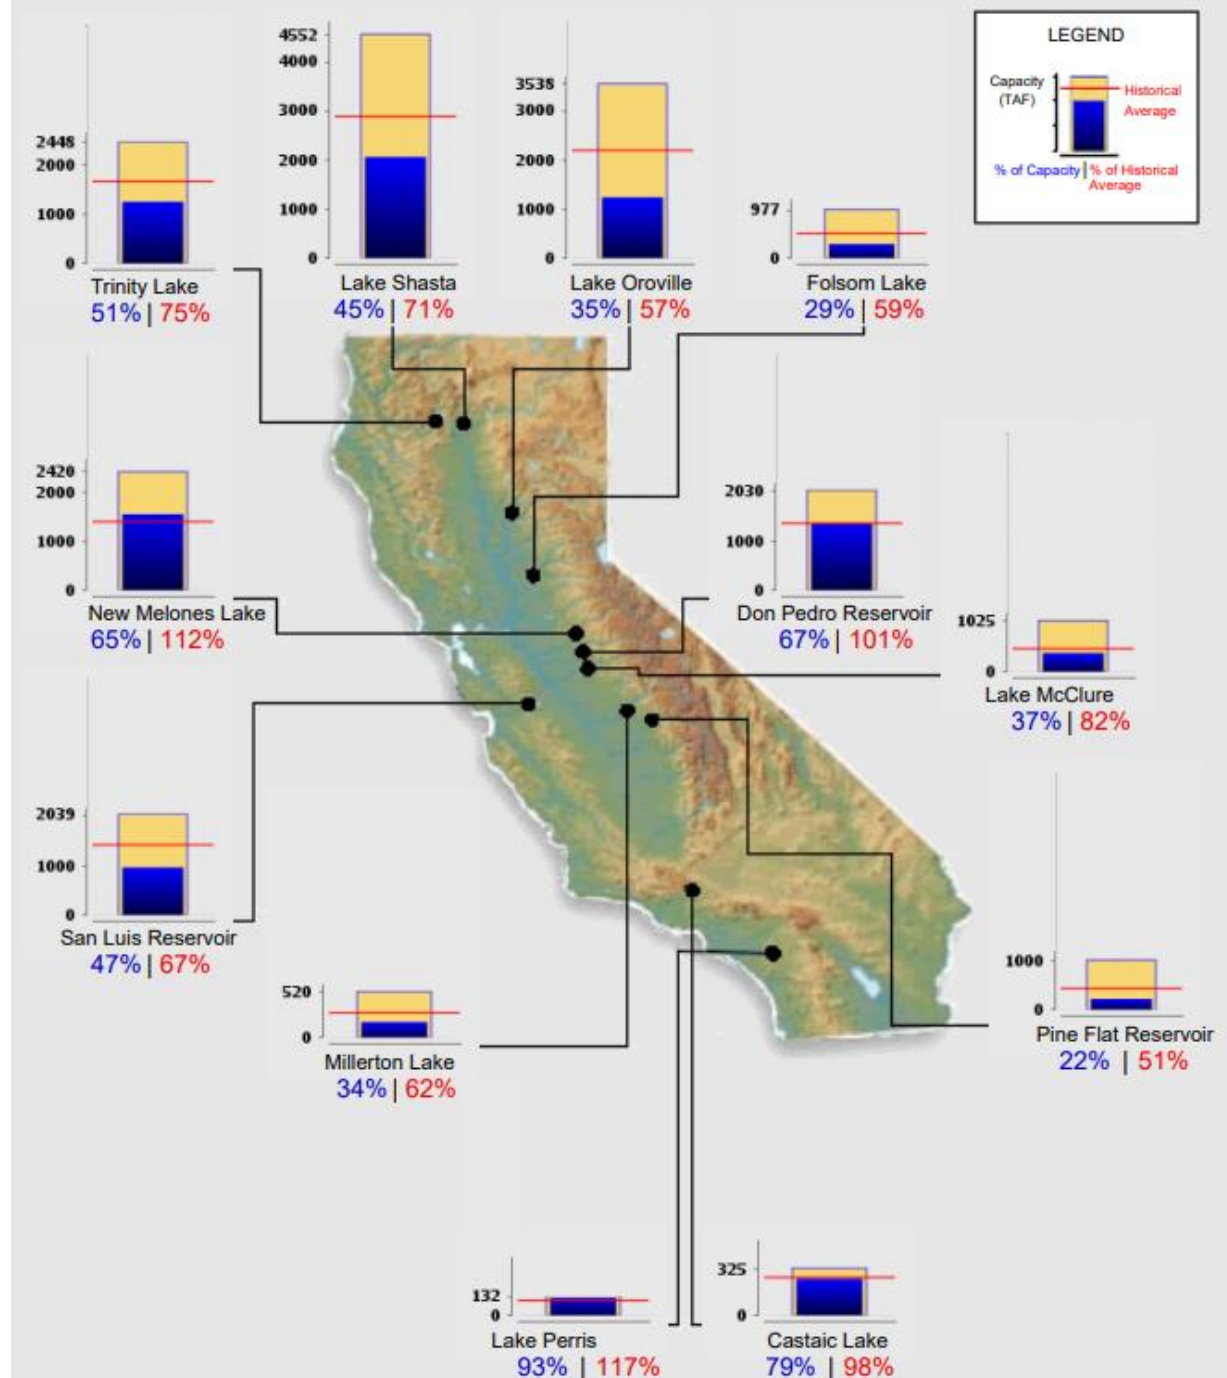 LEGEND
Capacity
(TAF)
Historical
Average
% of Capacity | % of Historical
Average
2448
2000
1000
0
Trinity Lake
51% | 75%
4552
4000
3000
2000
1000
0
Lake Shasta
45% | 71%
3538
3000
2000
1000
0
Lake Oroville
35% | 57%
977
0
Folsom Lake
29% | 59%
2420
2000
1000
0
New Melones Lake
65% | 112%
2030
1000
0
Don Pedro Reservoir
67% | 101%
1025
0
Lake McClure
37% | 82%
2039
1000
0
San Luis Reservoir
47% | 67%
520
0
Millerton Lake
34% | 62%
1000
0
Pine Flat Reservoir
22% | 51%
132
0
Lake Perris
93% | 117%
325
0
Castaic Lake
79% | 98%